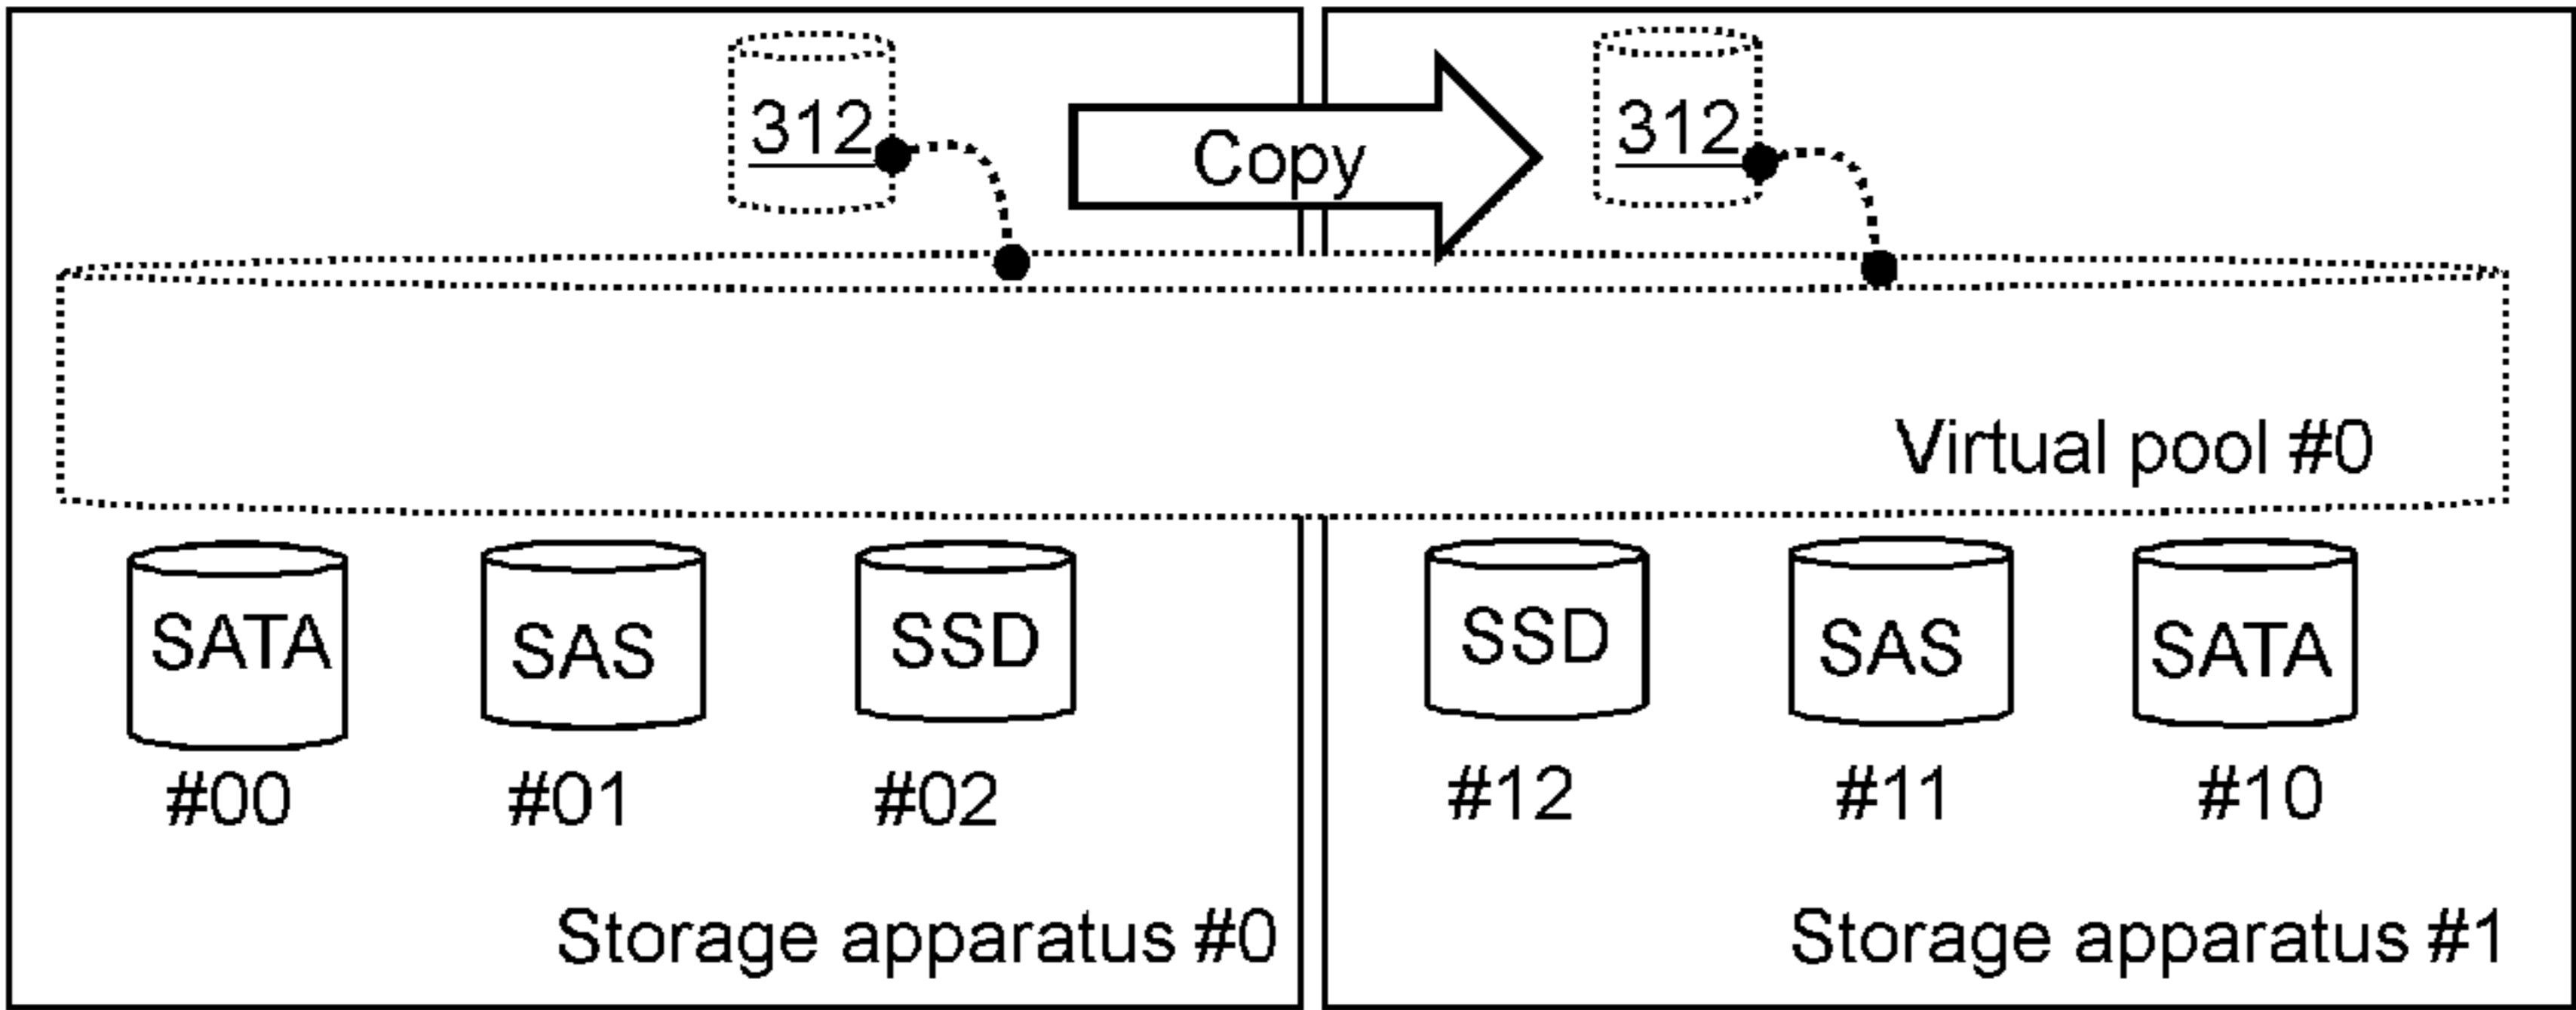 312 Copy 312
Virtual pool #0
SATA SAS SSD SSD SAS SATA
#00 #01 #02 #12 #11 #10
Storage apparatus #0 Storage apparatus #1